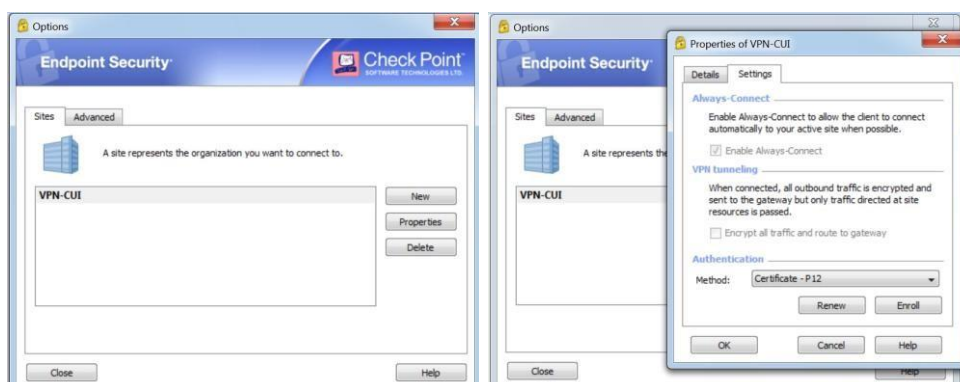 Options
Endpoint Security
Check Point
SOFTWARE TECHNOLOGIES LTD.
Sites Advanced
A site represents the organization you want to connect to.
VPN-CUI
New
Properties
Delete
Close Help
Options
Endpoint Security
Sites Advanced
A site represents the
VPN-CUI
Close Help
Properties of VPN-CUI
Details Settings
Always-Connect
Enable Always-Connect to allow the client to connect
automatically to your active site when possible.
Enable Always-Connect
VPN tunneling
When connected, all outbound traffic is encrypted and
sent to the gateway but only traffic directed at site
resources is passed.
Encrypt all traffic and route to gateway
Authentication
Method: Certificate - P12
Renew Enroll
OK Cancel Help